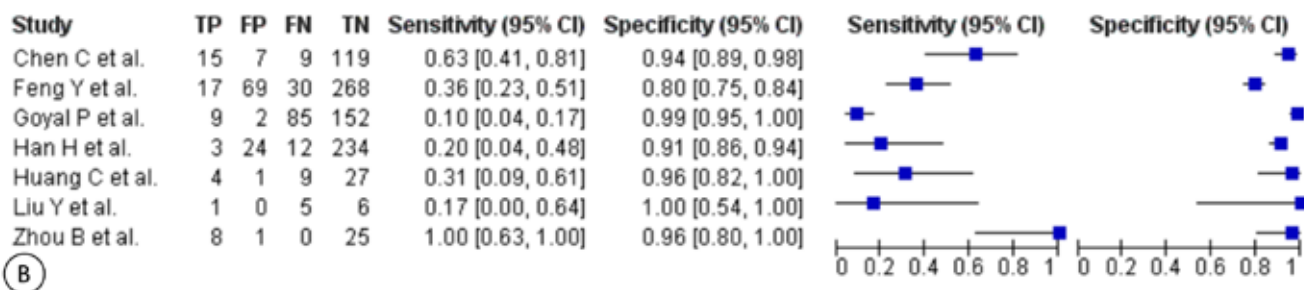 Study TP FP FN TN Sensitivity (95% CI) Specificity (95% CI) Sensitivity (95% CI) Specificity (95% CI)
Chen C et al. 15 7 9 119 0.63 [0.41, 0.81] 0.94 [0.89, 0.98]
Feng Y et al. 17 69 30 268 0.36 [0.23, 0.51] 0.80 [0.75, 0.84]
Goyal P et al. 9 2 85 152 0.10 [0.04, 0.17] 0.99 [0.95, 1.00]
Han H et al. 3 24 12 234 0.20 [0.04, 0.48] 0.91 [0.86, 0.94]
Huang C et al. 4 1 9 27 0.31 [0.09, 0.61] 0.96 [0.82, 1.00]
Liu Y et al. 1 0 5 6 0.17 [0.00, 0.64] 1.00 [0.54, 1.00]
Zhou B et al. 8 1 0 25 1.00 [0.63, 1.00] 0.96 [0.80, 1.00]
B 0 0.2 0.4 0.6 0.8 1 0 0.2 0.4 0.6 0.8 1